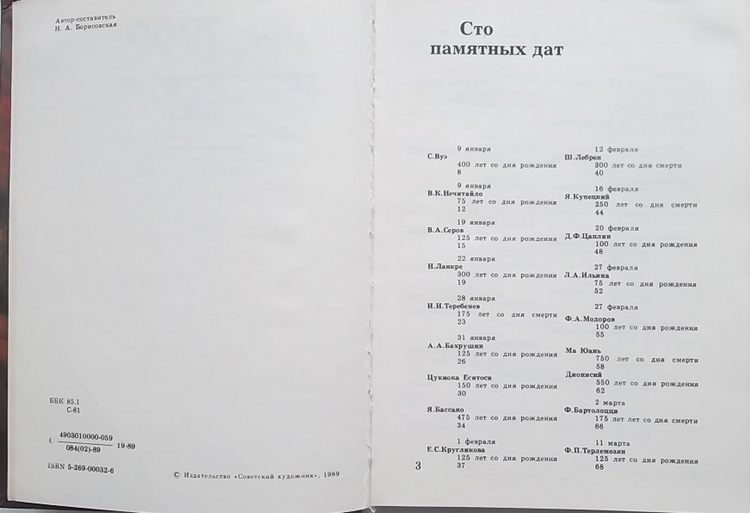 Автор-составитель
Н. А. Борисовская
ББК 85.1
С-81
С 4903010000-059 19-89
084(02)-89
ISBN 5-269-00032-6
© Издательство «Советский художник», 1989
Сто
памятных дат
9 января
С.Вуэ
400 лет со дня рождения
8
9 января
В.К.Нечитайло
75 лет со дня рождения
12
19 января
В.А.Серов
125 лет со дня рождения
15
22 января
Н.Ланкре
300 лет со дня рождения
19
28 января
И.И.Теребенев
175 лет со дня смерти
23
31 января
А.А.Бахрушин
125 лет со дня рождения
26
Цукиока Ёситоси
150 лет со дня рождения
30
Я.Бассано
475 лет со дня рождения
34
1 февраля
Е.С.Кругликова
125 лет со дня рождения
37
12 февраля
Ш.Лебрен
300 лет со дня смерти
40
16 февраля
Я.Купецкий
250 лет со дня смерти
44
20 февраля
Д.Ф.Цаплин
100 лет со дня рождения
48
27 февраля
Л.А.Ильина
75 лет со дня рождения
52
27 февраля
Ф.А.Модоров
100 лет со дня рождения
55
Ма Юань
750 лет со дня смерти
58
Дионисий
550 лет со дня рождения
62
2 марта
Ф.Бартолоцци
175 лет лет со дня смерти
66
11 марта
Ф.П.Терлемезян
125 лет со дня рождения
68
3